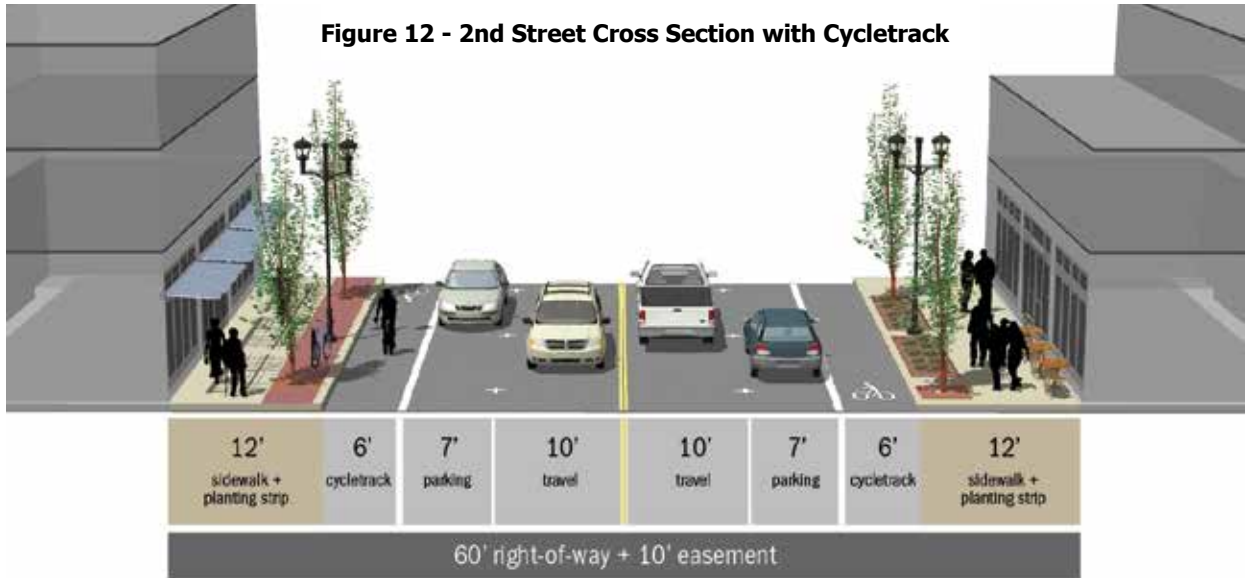 Figure 12 - 2nd Street Cross Section with Cycletrack
12'
sidewalk +
planting strip
6'
cycletrack
7'
parking
10'
travel
10'
travel
7'
parking
6'
cycletrack
12'
sidewalk +
planting strip
60' right-of-way + 10' easement